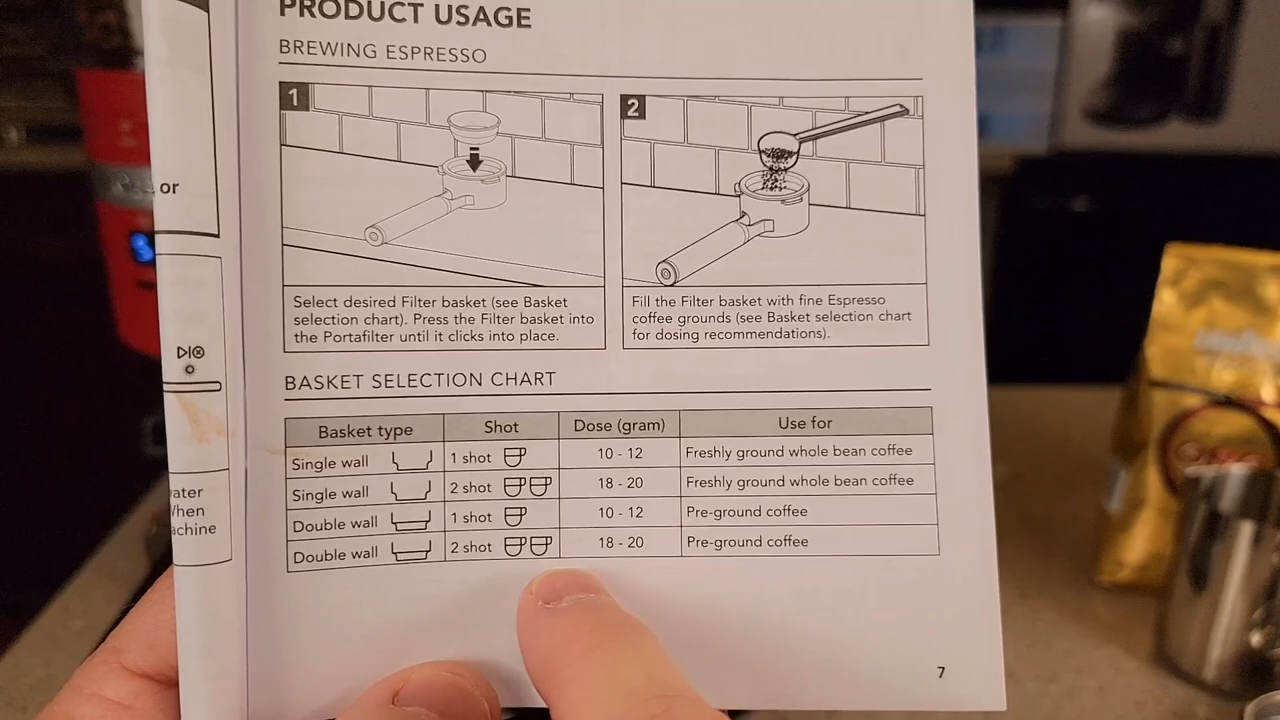 PRODUCT USAGE
BREWING ESPRESSO
1
2
Select desired Filter basket (see Basket
selection chart). Press the Filter basket into
the Portafilter until it clicks into place.
Fill the Filter basket with fine Espresso
coffee grounds (see Basket selection chart
for dosing recommendations).
BASKET SELECTION CHART
Basket type Shot Dose (gram) Use for
Single wall 1 shot 10 - 12 Freshly ground whole bean coffee
Single wall 2 shot 18 - 20 Freshly ground whole bean coffee
Double wall 1 shot 10 - 12 Pre-ground coffee
Double wall 2 shot 18 - 20 Pre-ground coffee
7
or